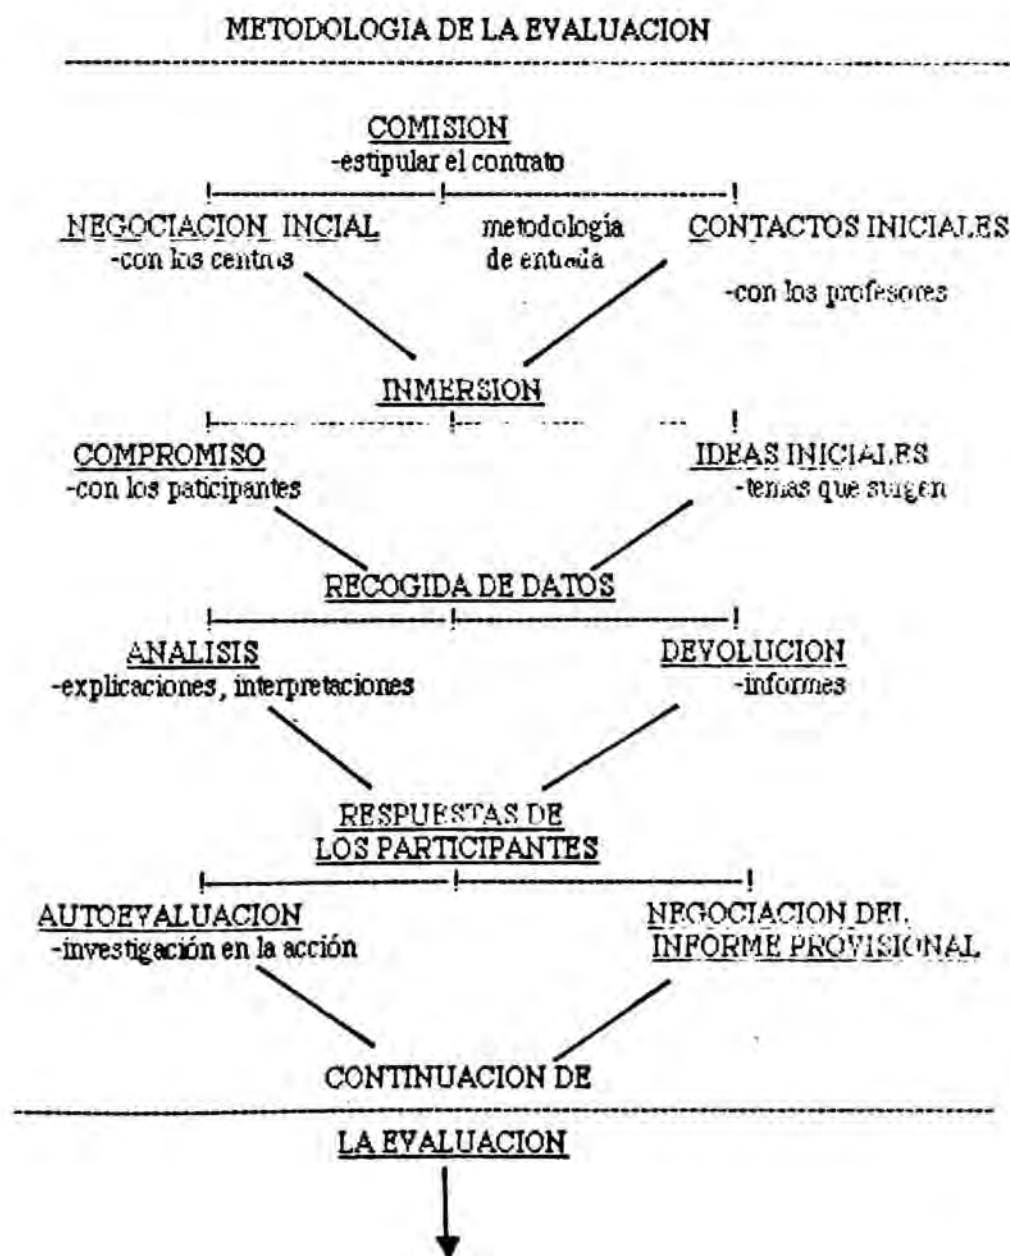 METODOLOGIA DE LA EVALUACION
COMISION
-estipular el contrato
NEGOCIACION INCIAL metodología CONTACTOS INICIALES
-con los centros de entrada
-con los profesores
INMERSION
COMPROMISO IDEAS INICIALES
-con los paticipantes -temas que surgen
RECOGIDA DE DATOS
ANALISIS DEVOLUCION
-explicaciones, interpretaciones -informes
RESPUESTAS DE
LOS PARTICIPANTES
AUTOEVALUACION NEGOCIACION DEL
-investigación en la acción INFORME PROVISIONAL
CONTINUACION DE
LA EVALUACION